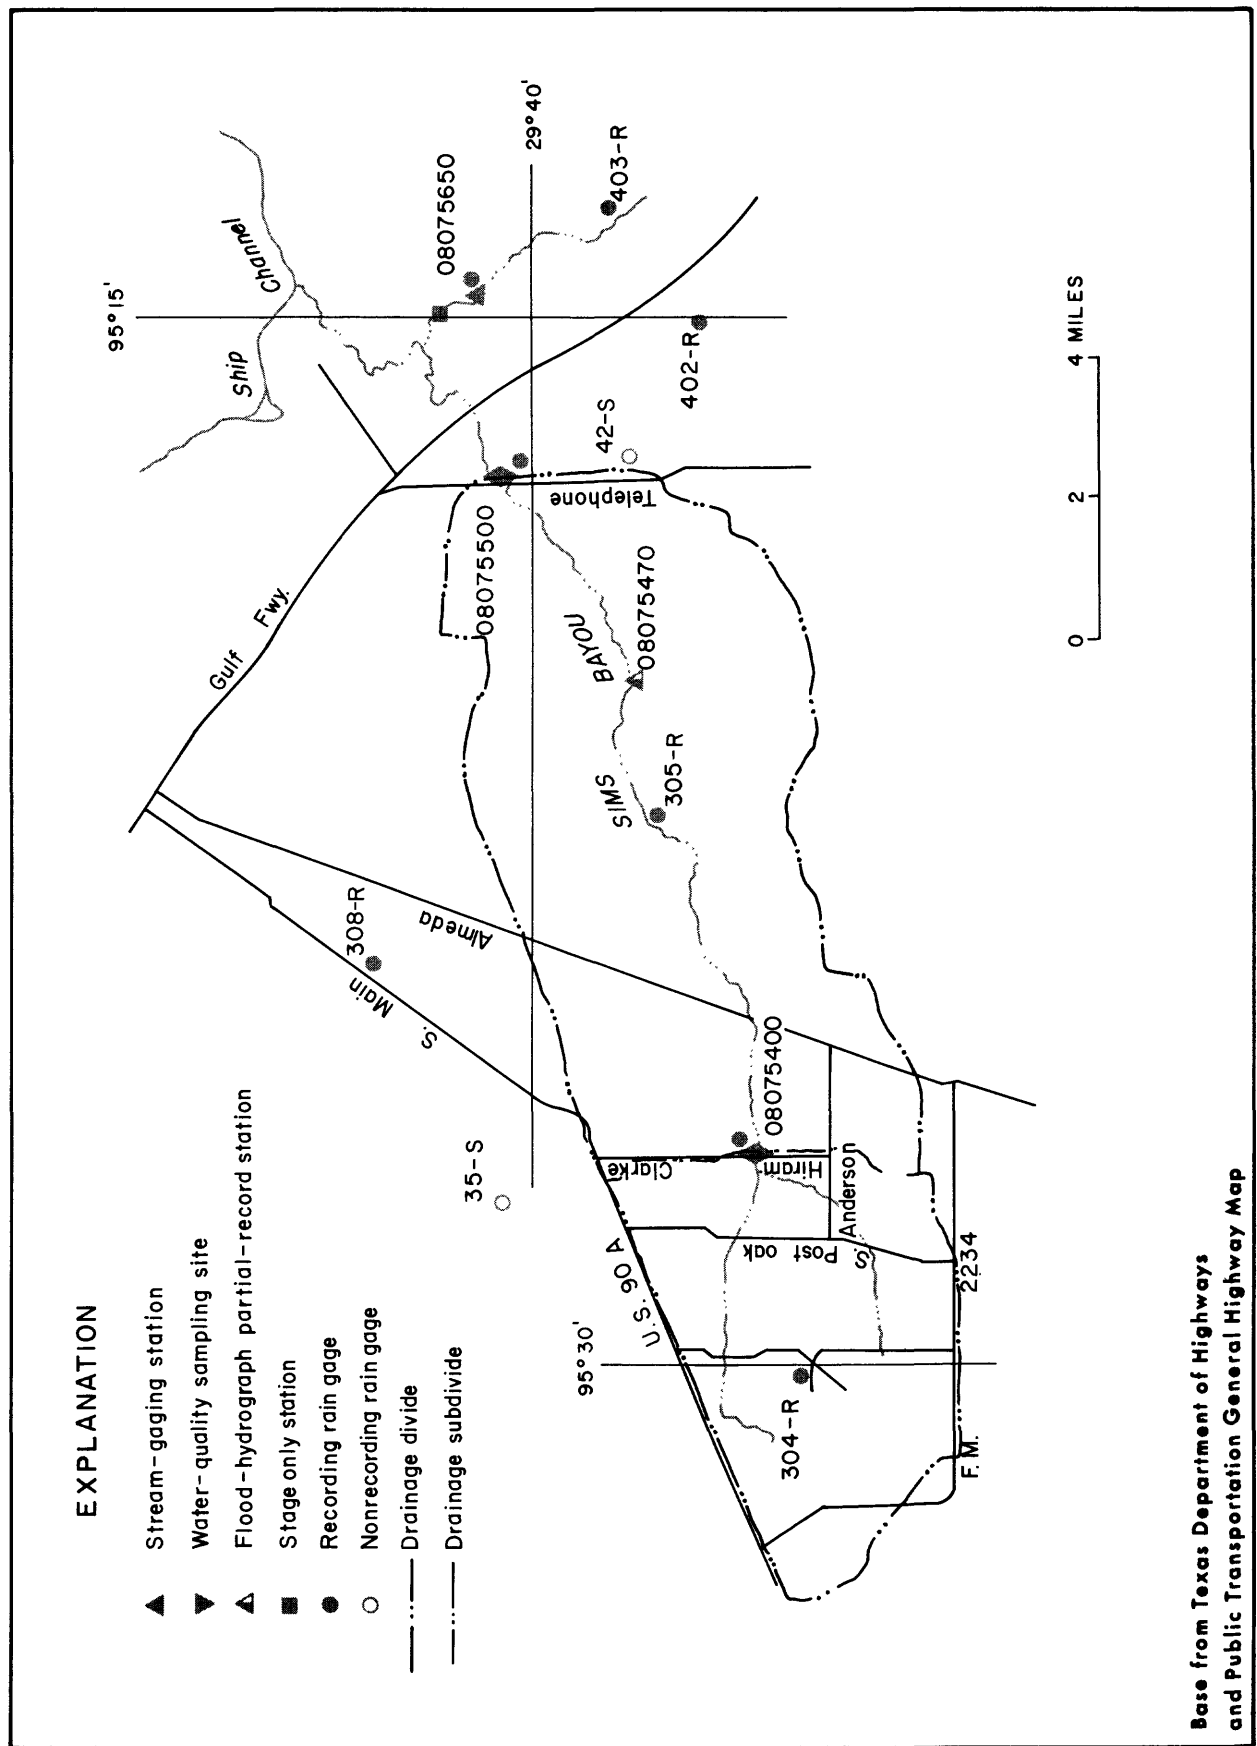 EXPLANATION
Stream-gaging station
Water-quality sampling site
Flood-hydrograph partial-record station
Stage only station
Recording rain gage
Nonrecording rain gage
Drainage divide
Drainage subdivide
95°30'
95°15'
29°40'
Ship
Channel
Gulf Fwy.
S. Main
Almeda
308-R
35-S
U.S. 90 A
Hiram Clarke
S. Post oak
Anderson
F. M. 2234
304-R
08075400
305-R
SIMS BAYOU
08075470
08075500
Telephone
42-S
402-R
403-R
08075650
0 2 4 MILES
Base from Texas Department of Highways
and Public Transportation General Highway Map